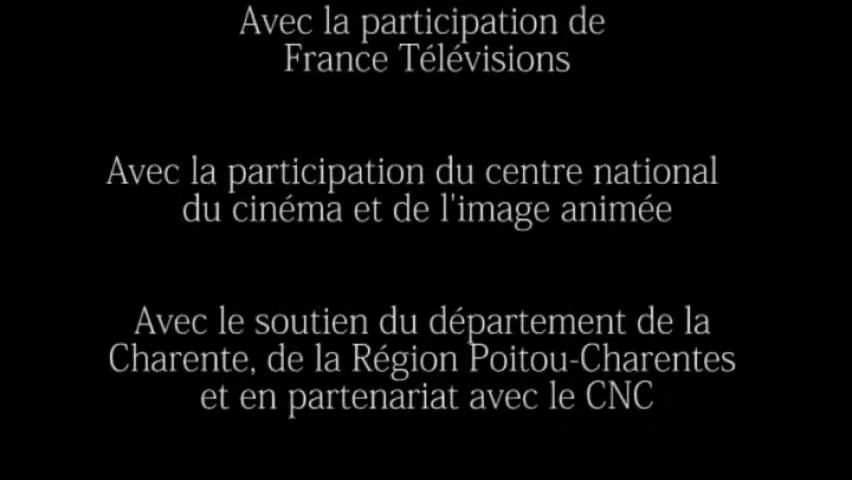 Avec la participation de
France Télévisions
Avec la participation du centre national
du cinéma et de l'image animée
Avec le soutien du département de la
Charente, de la Région Poitou-Charentes
et en partenariat avec le CNC